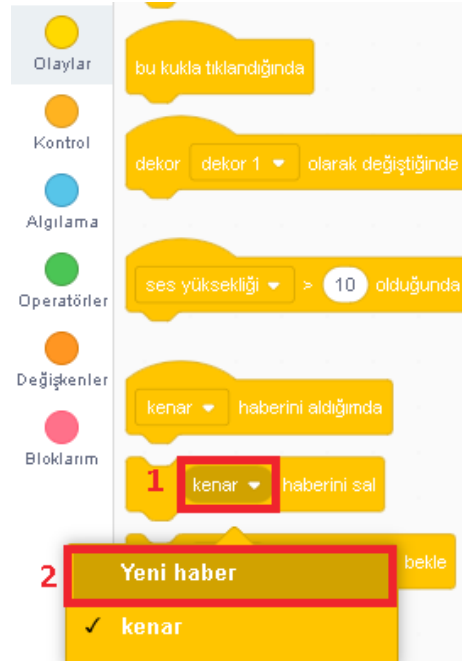 Olaylar
bu kukla tıklandığında
Kontrol
dekor dekor 1 olarak değiştiğinde
Algılama
ses yüksekliği > 10 olduğunda
Operatörler
Değişkenler
kenar haberini aldığımda
Bloklarım
1 kenar haberini sal
bekle
2 Yeni haber
✓ kenar